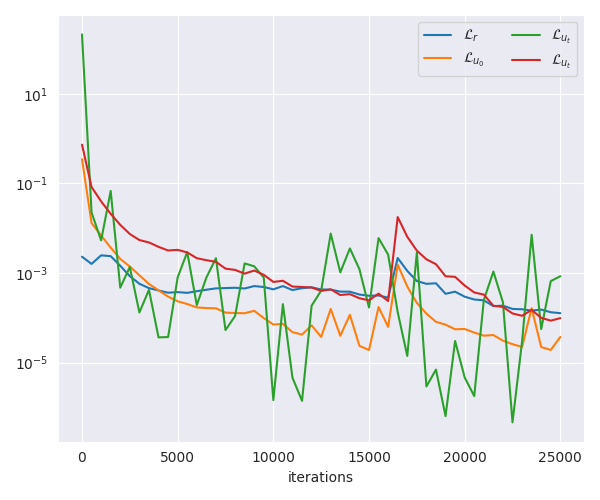 ℒ_r ℒ_{u_t}
ℒ_{u_0} ℒ_{u_t}
10^1
10^{-1}
10^{-3}
10^{-5}
0 5000 10000 15000 20000 25000
iterations